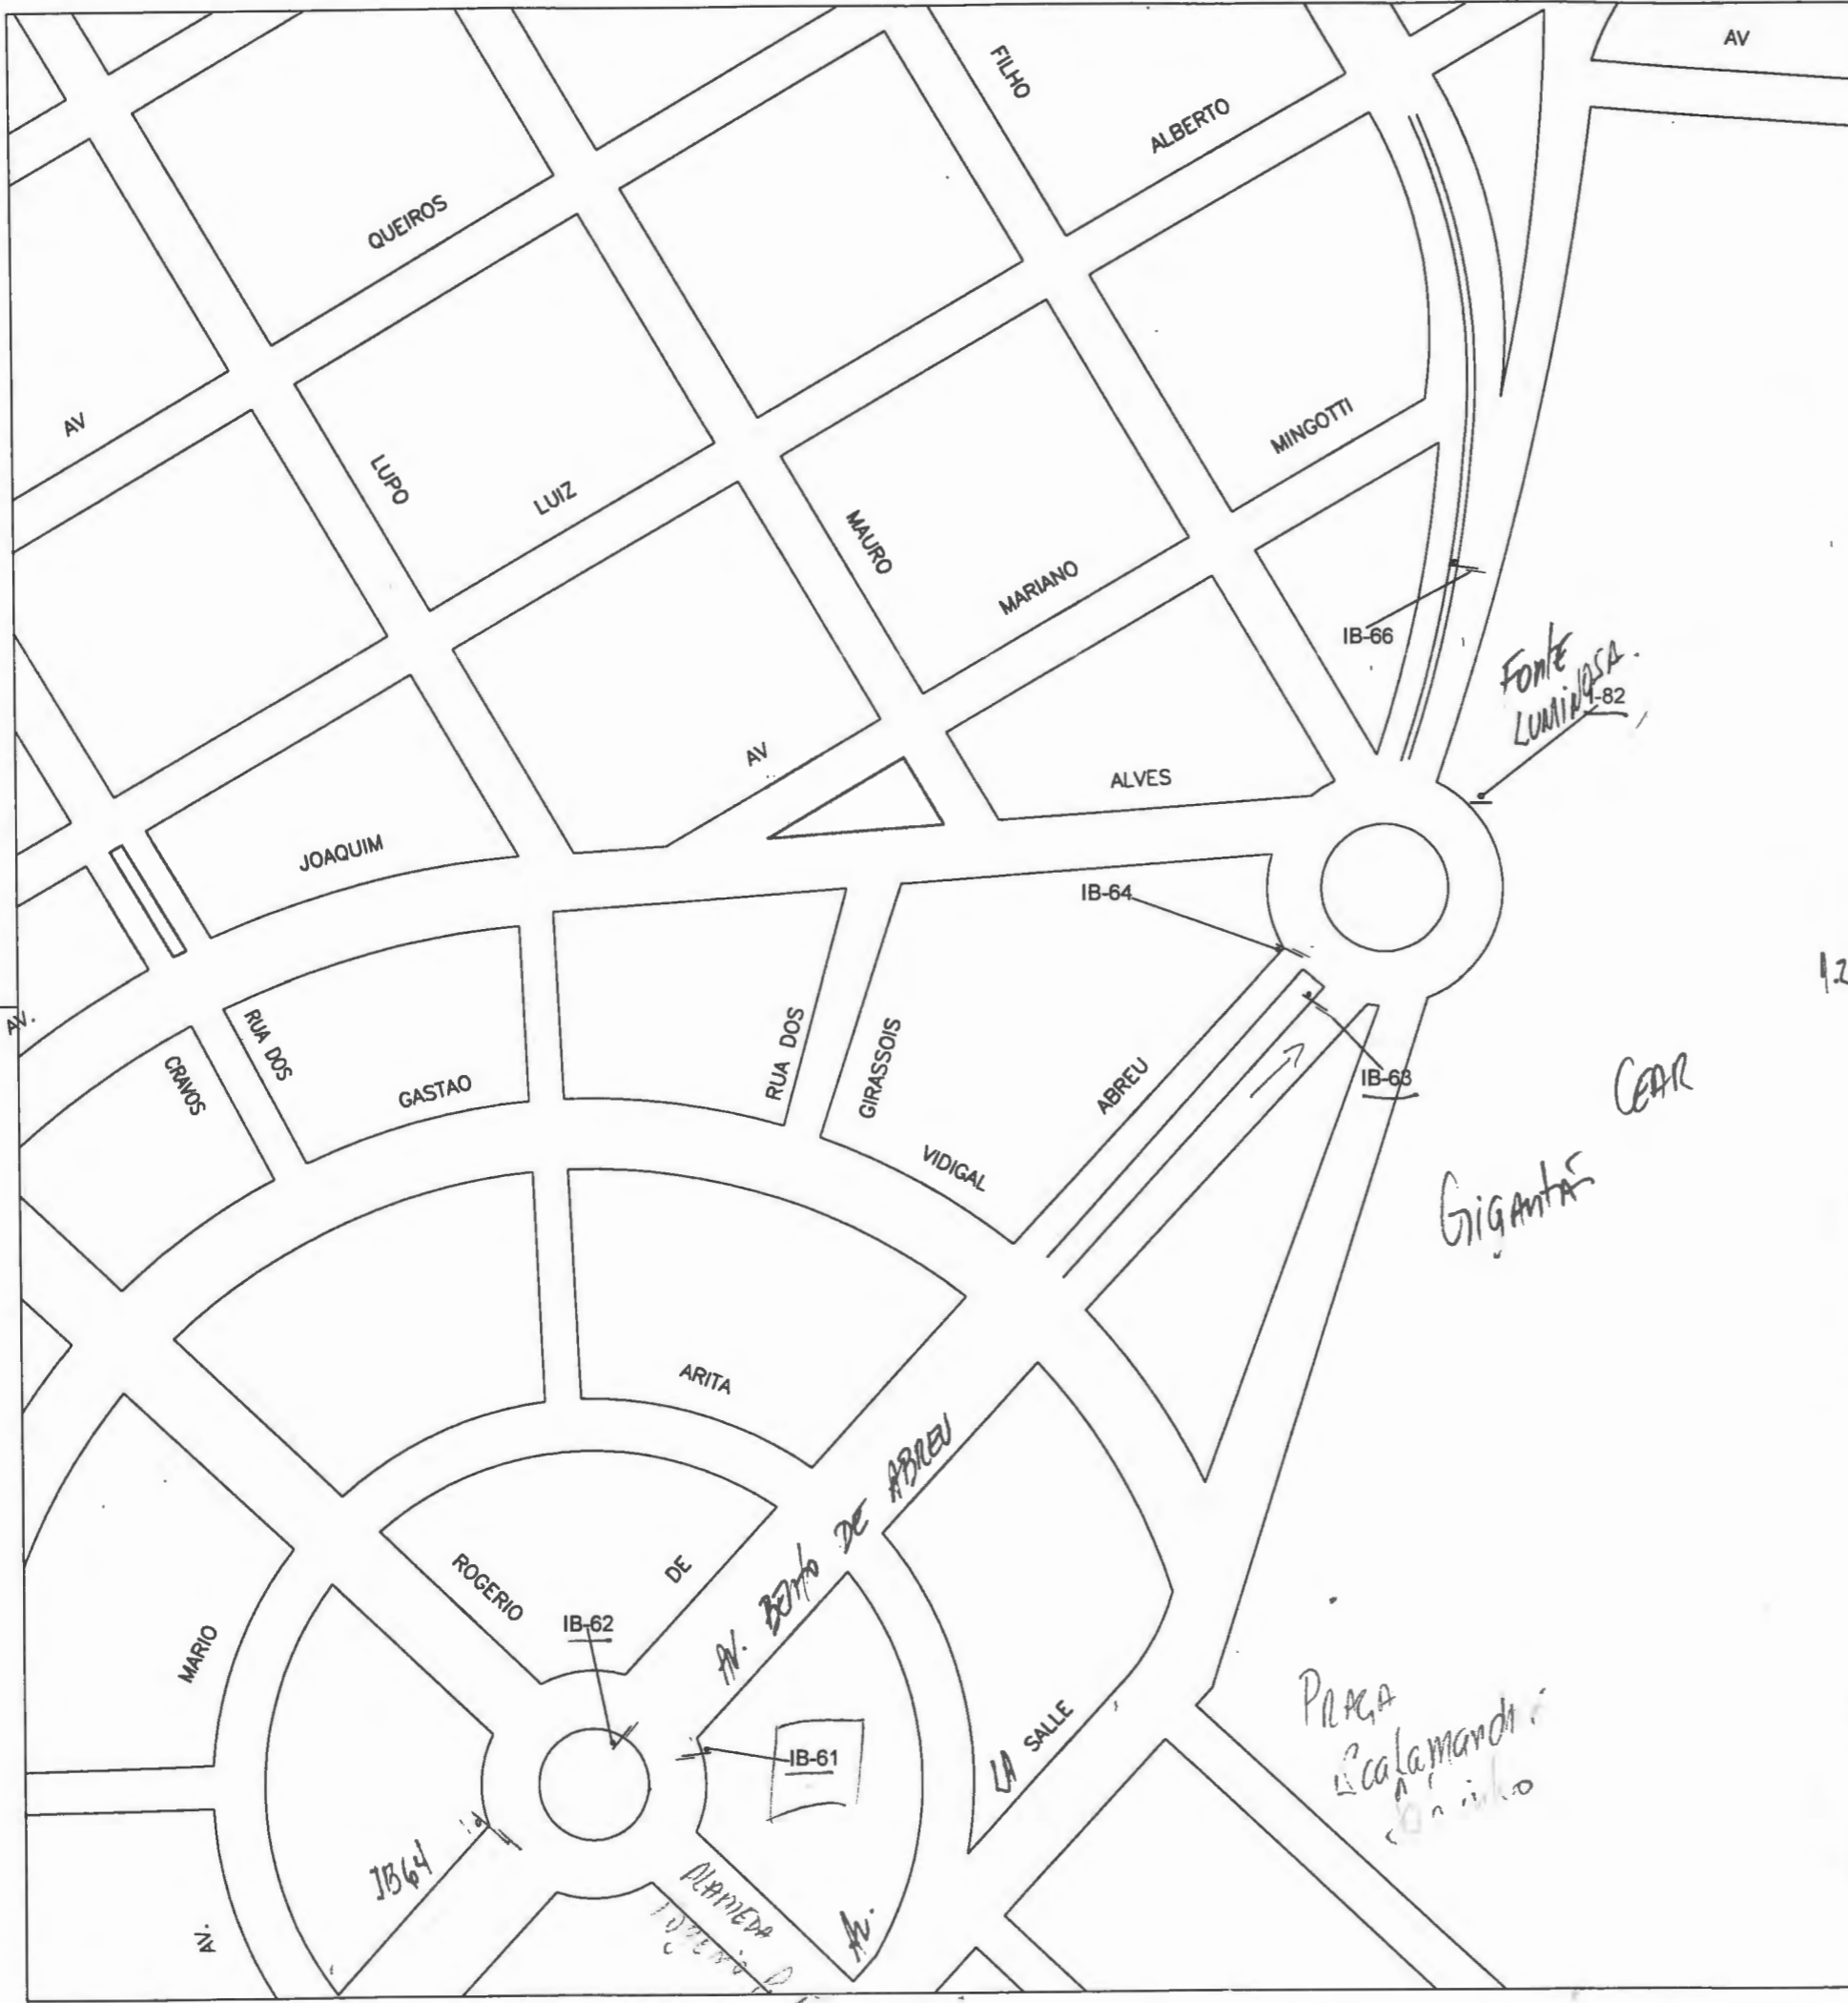 AV
FILHO
ALBERTO
QUEIROS
AV
LUPO
LUIZ
MINGOTTI
MAURO
MARIANO
IB-66
FONTE
LUMINOSA.
-82
AV
ALVES
JOAQUIM
IB-64
AV.
RUA DOS
CRAVOS
GASTAO
RUA DOS
GIRASSOIS
ABREU
IB-63
CEAR
VIDIGAL
GigANtÃo
ARITA
AV. BENTO DE ABREU
ROGERIO
DE
IB-62
MARIO
IB-61
LA SALLE
PRAÇA
Scalamandré
IB64
ALAMEDA
AV.
AV.